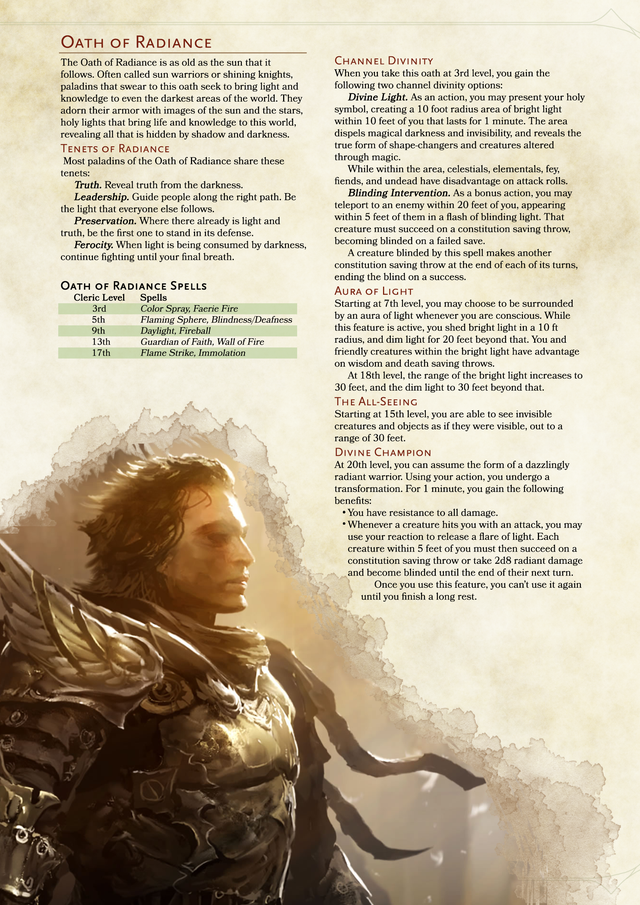 Oath of Radiance
The Oath of Radiance is as old as the sun that it
follows. Often called sun warriors or shining knights,
paladins that swear to this oath seek to bring light and
knowledge to even the darkest areas of the world. They
adorn their armor with images of the sun and the stars,
holy lights that bring life and knowledge to this world,
revealing all that is hidden by shadow and darkness.
Tenets of Radiance
Most paladins of the Oath of Radiance share these
tenets:
Truth. Reveal truth from the darkness.
Leadership. Guide people along the right path. Be
the light that everyone else follows.
Preservation. Where there already is light and
truth, be the first one to stand in its defense.
Ferocity. When light is being consumed by darkness,
continue fighting until your final breath.
Oath of Radiance Spells
Cleric Level Spells
3rd Color Spray, Faerie Fire
5th Flaming Sphere, Blindness/Deafness
9th Daylight, Fireball
13th Guardian of Faith, Wall of Fire
17th Flame Strike, Immolation
Channel Divinity
When you take this oath at 3rd level, you gain the
following two channel divinity options:
Divine Light. As an action, you may present your holy
symbol, creating a 10 foot radius area of bright light
within 10 feet of you that lasts for 1 minute. The area
dispels magical darkness and invisibility, and reveals the
true form of shape-changers and creatures altered
through magic.
While within the area, celestials, elementals, fey,
fiends, and undead have disadvantage on attack rolls.
Blinding Intervention. As a bonus action, you may
teleport to an enemy within 20 feet of you, appearing
within 5 feet of them in a flash of blinding light. That
creature must succeed on a constitution saving throw,
becoming blinded on a failed save.
A creature blinded by this spell makes another
constitution saving throw at the end of each of its turns,
ending the blind on a success.
Aura of Light
Starting at 7th level, you may choose to be surrounded
by an aura of light whenever you are conscious. While
this feature is active, you shed bright light in a 10 ft
radius, and dim light for 20 feet beyond that. You and
friendly creatures within the bright light have advantage
on wisdom and death saving throws.
At 18th level, the range of the bright light increases to
30 feet, and the dim light to 30 feet beyond that.
The All-Seeing
Starting at 15th level, you are able to see invisible
creatures and objects as if they were visible, out to a
range of 30 feet.
Divine Champion
At 20th level, you can assume the form of a dazzlingly
radiant warrior. Using your action, you undergo a
transformation. For 1 minute, you gain the following
benefits:
• You have resistance to all damage.
• Whenever a creature hits you with an attack, you may
use your reaction to release a flare of light. Each
creature within 5 feet of you must then succeed on a
constitution saving throw or take 2d8 radiant damage
and become blinded until the end of their next turn.
Once you use this feature, you can't use it again
until you finish a long rest.